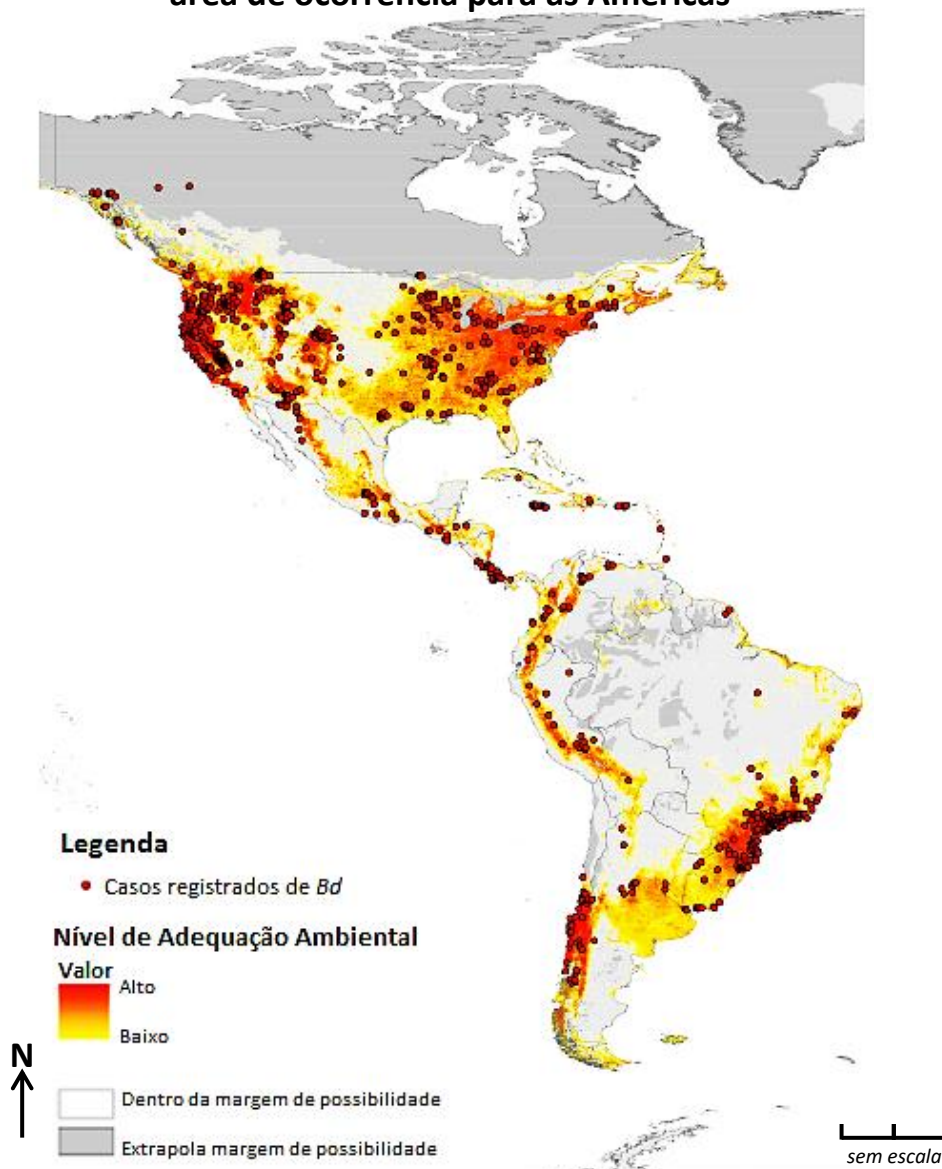 área de ocorrência para as Américas
Legenda
Casos registrados de Bd
Nível de Adequação Ambiental
Valor
Alto
Baixo
N
Dentro da margem de possibilidade
Extrapola margem de possibilidade
sem escala